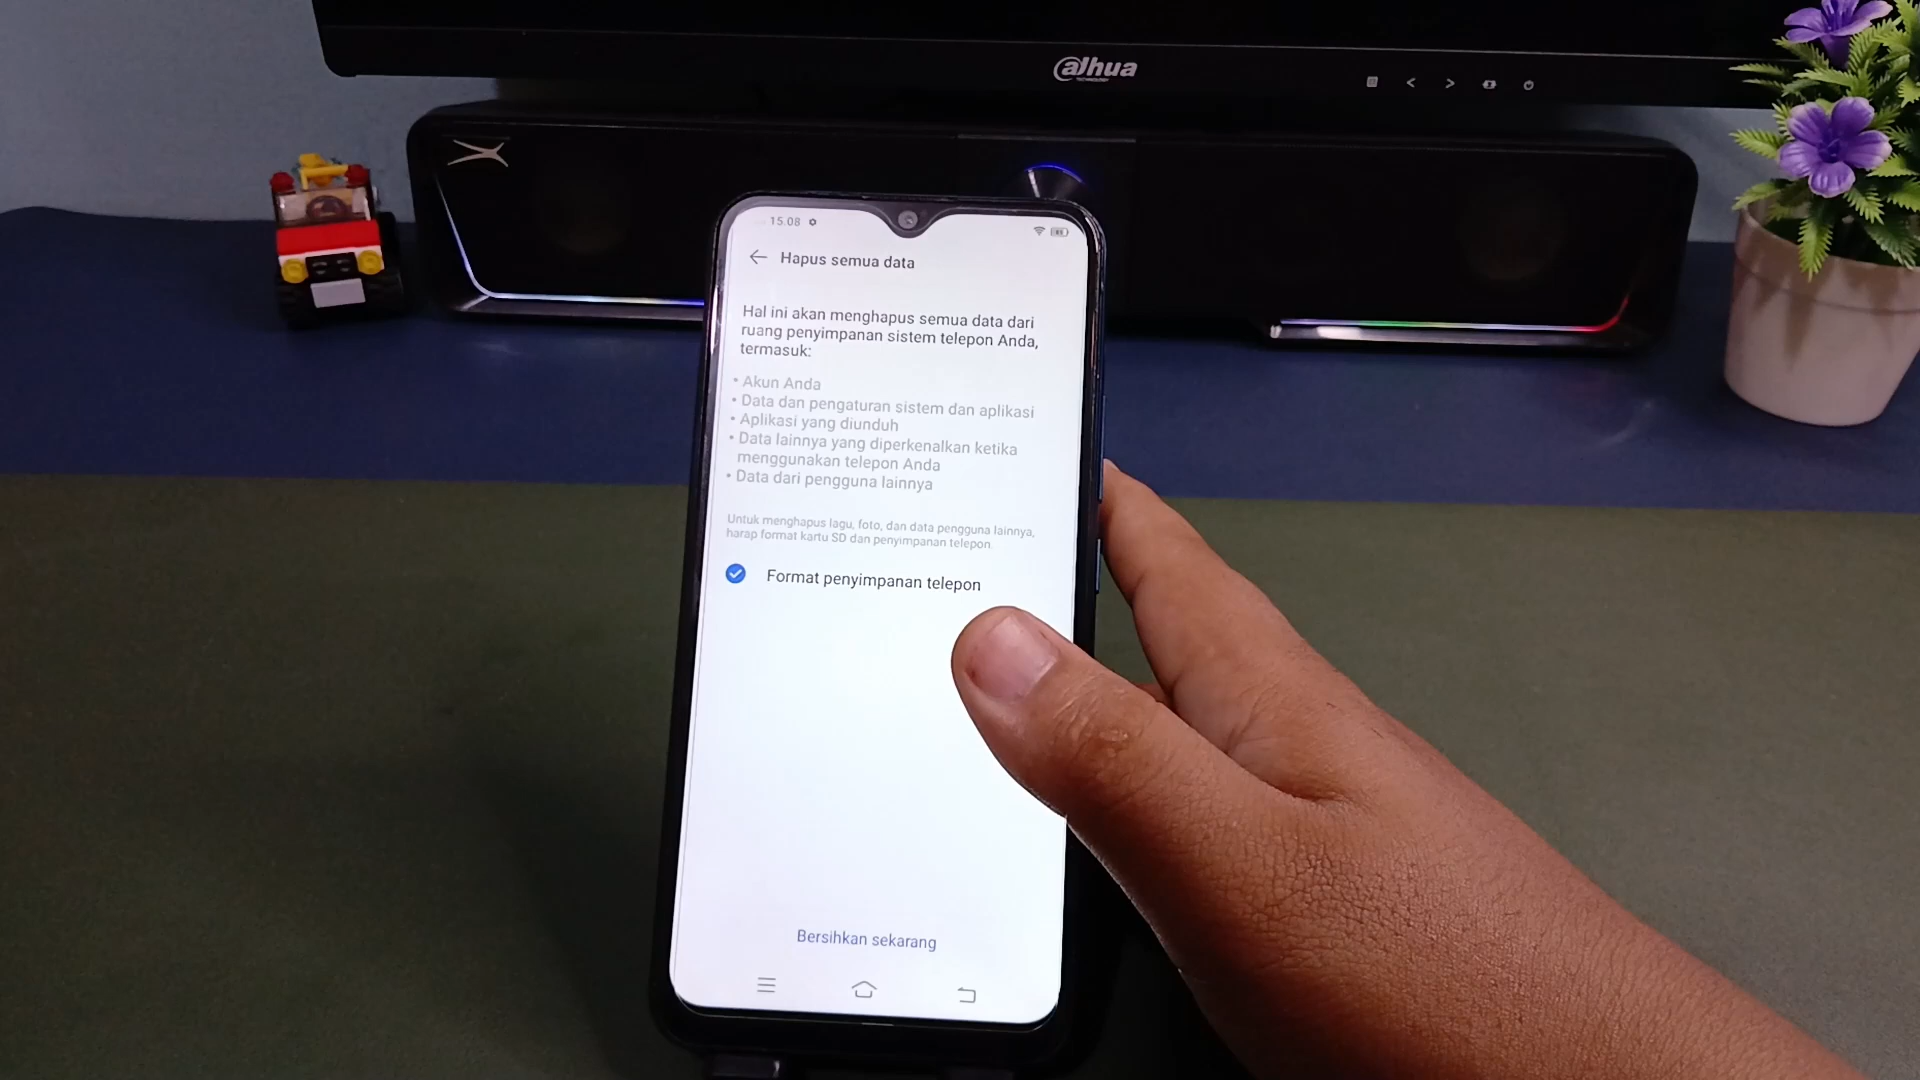 alhua
TECHNOLOGY
15.08
Hapus semua data
Hal ini akan menghapus semua data dari
ruang penyimpanan sistem telepon Anda,
termasuk:
• Akun Anda
• Data dan pengaturan sistem dan aplikasi
• Aplikasi yang diunduh
• Data lainnya yang diperkenalkan ketika
menggunakan telepon Anda
• Data dari pengguna lainnya
Untuk menghapus lagu, foto, dan data pengguna lainnya,
harap format kartu SD dan penyimpanan telepon.
Format penyimpanan telepon
Bersihkan sekarang